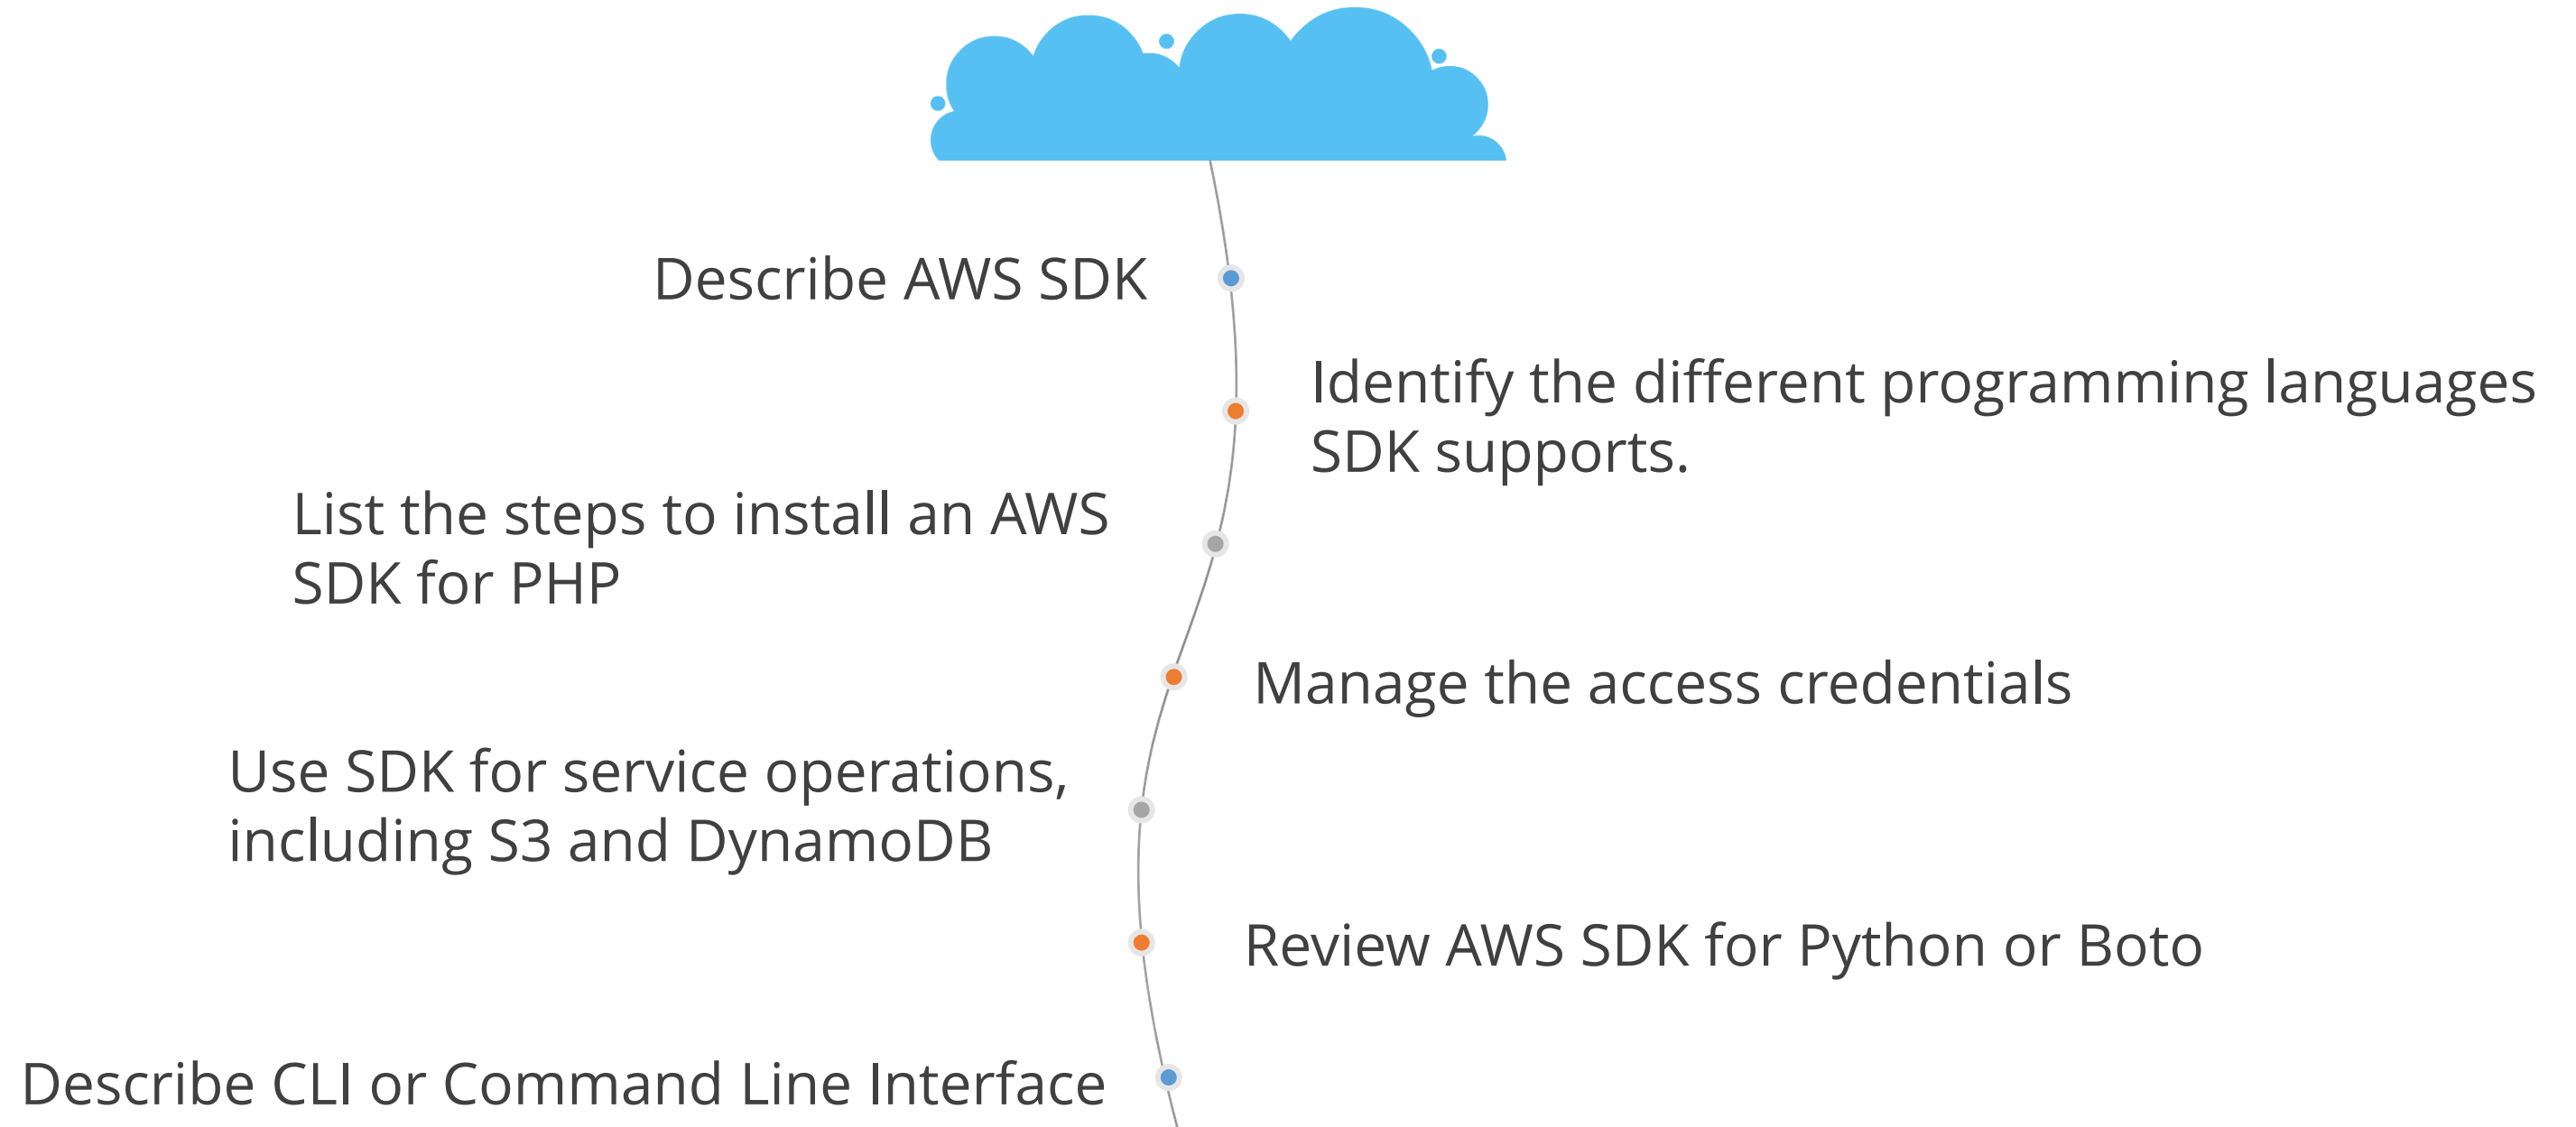 Describe AWS SDK
Identify the different programming languages
SDK supports.
List the steps to install an AWS
SDK for PHP
Manage the access credentials
Use SDK for service operations,
including S3 and DynamoDB
Review AWS SDK for Python or Boto
Describe CLI or Command Line Interface